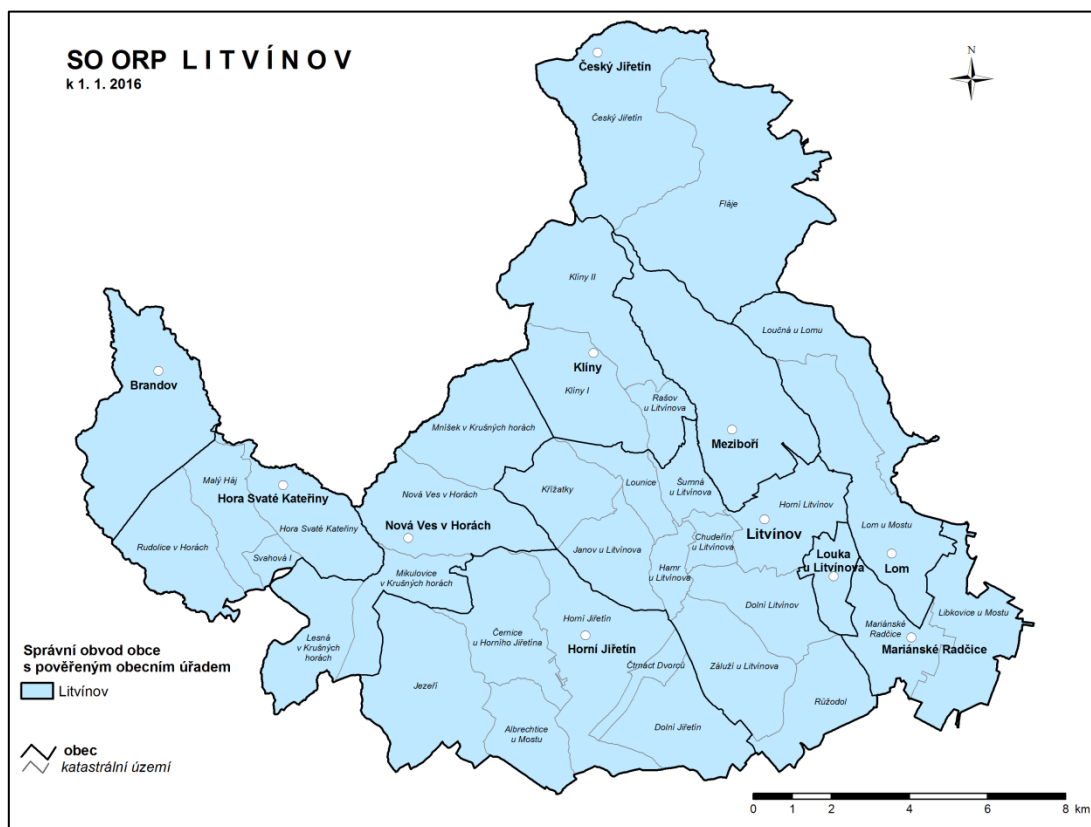 SO ORP L I T V Í N O V
k 1. 1. 2016
N
Český Jiřetín
Český Jiřetín
Fláje
Klíny II
Loučná u Lomu
Klíny
Klíny I
Brandov
Rašov
u Litvínova
Mníšek v Krušných horách
Meziboří
Malý Háj
Hora Svaté Kateřiny
Hora Svaté Kateřiny
Rudolice v Horách
Svahová I
Nová Ves v Horách
Nová Ves v Horách
Křížatky
Lounice
Šumná
u Litvínova
Horní Litvínov
Litvínov
Chudeřín
u Litvínova
Lom u Mostu
Lom
Louka
u Litvínova
Janov u Litvínova
Hamr
u Litvínova
Mikulovice
v Krušných horách
Dolní Litvínov
Libkovice u Mostu
Mariánské
Radčice
Mariánské Radčice
Lesná
v Krušných
horách
Černice
u Horního Jiřetína
Horní Jiřetín
Horní Jiřetín
Čtrnáct Dvorců
Záluží u Litvínova
Jezeří
Růžodol
Albrechtice
u Mostu
Dolní Jiřetín
Správní obvod obce
s pověřeným obecním úřadem
Litvínov
obec
katastrální území
0 1 2 4 6 8 km